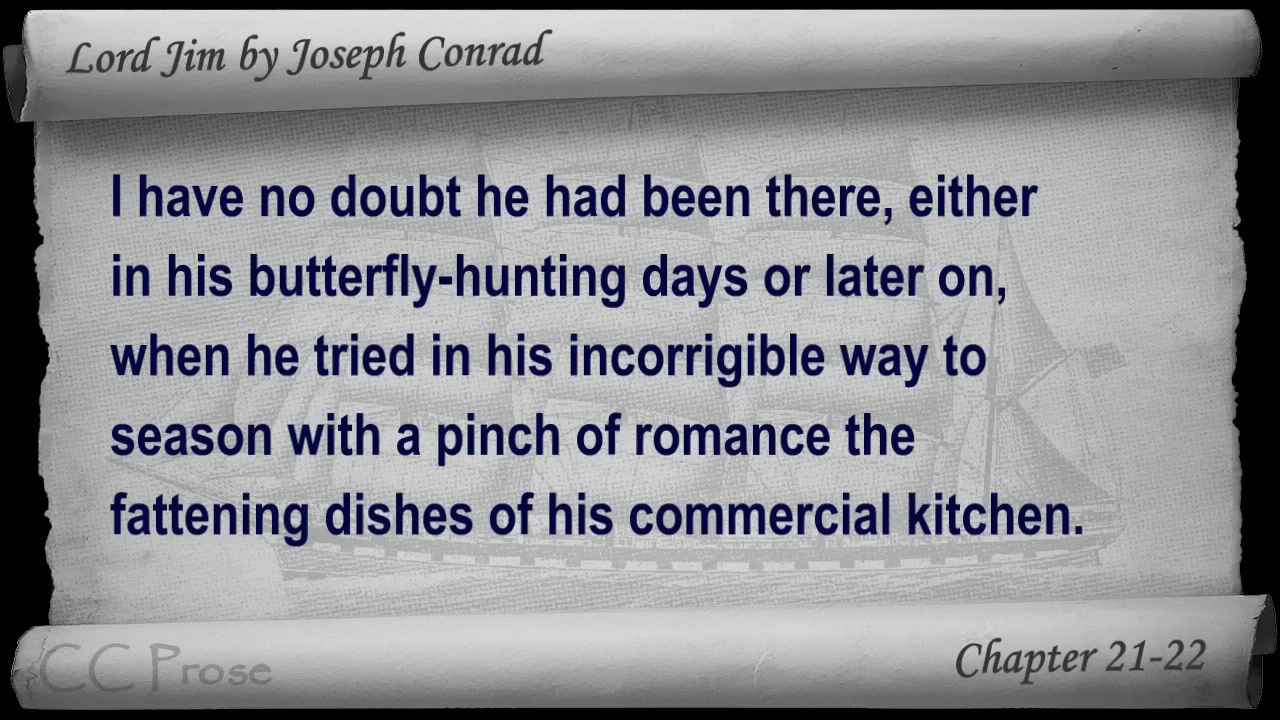 Lord Jim by Joseph Conrad
I have no doubt he had been there, either
in his butterfly-hunting days or later on,
when he tried in his incorrigible way to
season with a pinch of romance the
fattening dishes of his commercial kitchen.
CC Prose
Chapter 21-22